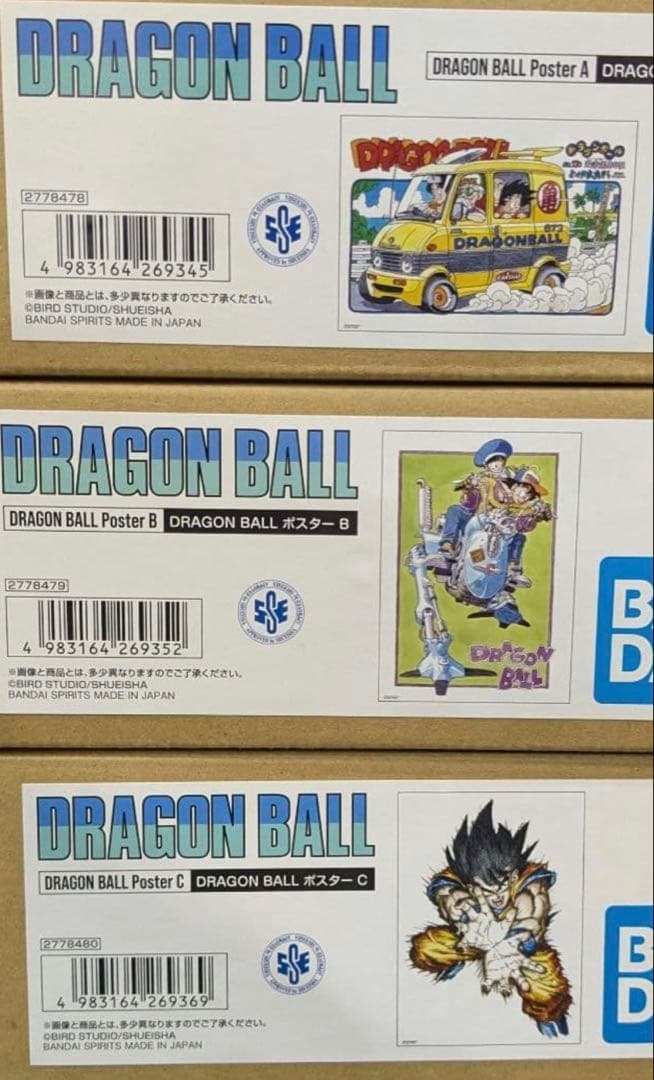 DRAGON BALL
DRAGON BALL Poster A DRAG
DRAGON BALL
DRAGONBALL
2778478
SSE
4 983164 269345
※画像と商品とは、多少異なりますのでご了承ください。
©BIRD STUDIO/SHUEISHA
BANDAI SPIRITS MADE IN JAPAN
DRAGON BALL
DRAGON BALL Poster B DRAGON BALL ポスター B
2778479
SSE
4 983164 269352
DRAGON
BALL
※画像と商品とは、多少異なりますのでご了承ください。
©BIRD STUDIO/SHUEISHA
BANDAI SPIRITS MADE IN JAPAN
B
D
DRAGON BALL
DRAGON BALL Poster C DRAGON BALL ポスター C
2778480
SSE
4 983164 269369
※画像と商品とは、多少異なりますのでご了承ください。
©BIRD STUDIO/SHUEISHA
BANDAI SPIRITS MADE IN JAPAN
B
D